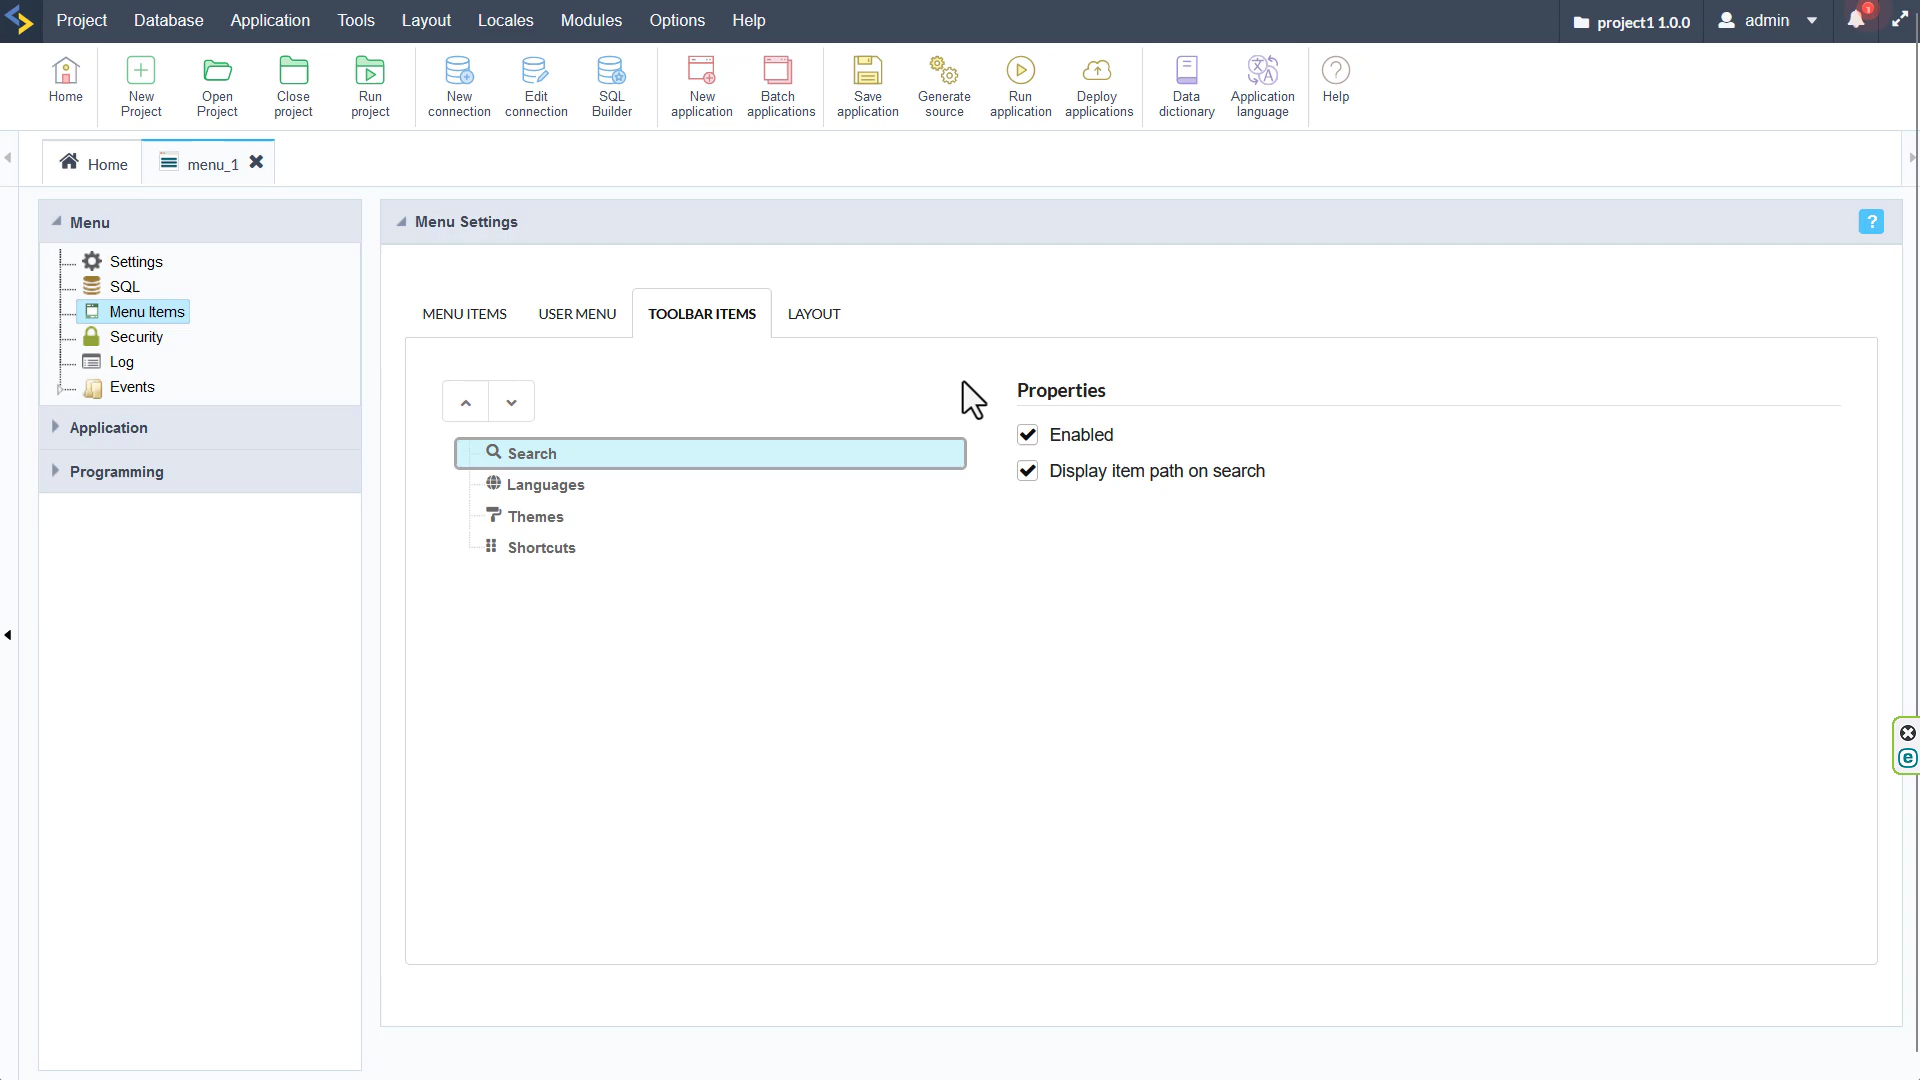 Project Database Application Tools Layout Locales Modules Options Help
project1 1.0.0 admin 1
Home
New Project
Open Project
Close project
Run project
New connection
Edit connection
SQL Builder
New application
Batch applications
Save application
Generate source
Run application
Deploy applications
Data dictionary
Application language
Help
Home menu_1
Menu
Settings
SQL
Menu Items
Security
Log
Events
Application
Programming
Menu Settings ?
MENU ITEMS USER MENU TOOLBAR ITEMS LAYOUT
Search
Languages
Themes
Shortcuts
Properties
Enabled
Display item path on search
e